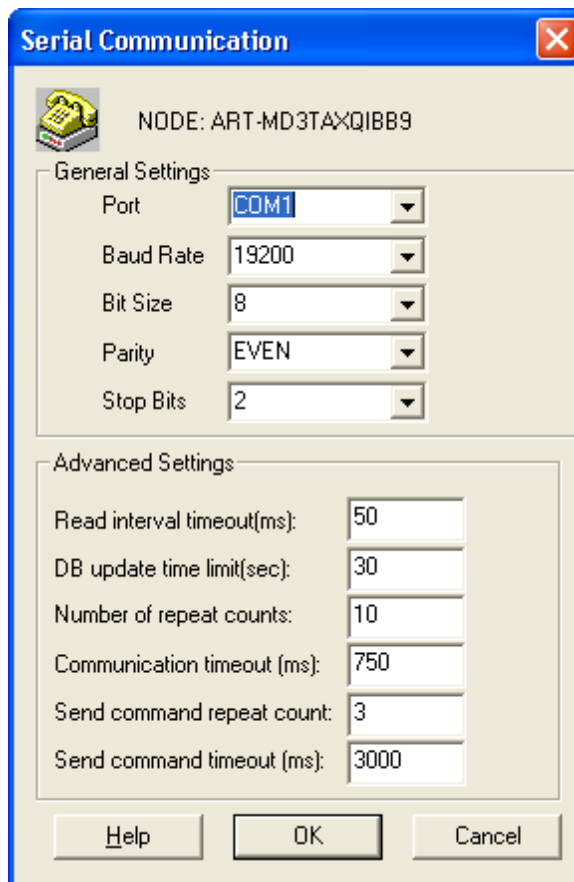 Serial Communication
NODE: ART-MD3TAXQIBB9
General Settings
Port COM1
Baud Rate 19200
Bit Size 8
Parity EVEN
Stop Bits 2
Advanced Settings
Read interval timeout(ms): 50
DB update time limit(sec): 30
Number of repeat counts: 10
Communication timeout (ms): 750
Send command repeat count: 3
Send command timeout (ms): 3000
Help OK Cancel